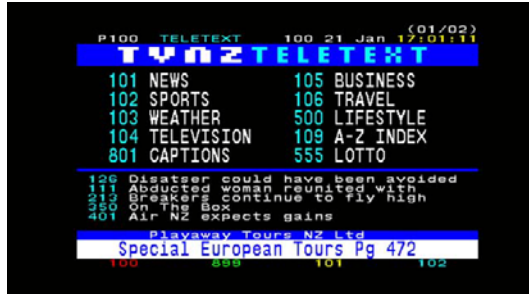 (01/02)
P100 TELETEXT 100 21 Jan 17:01:11
TVNZ TELETEXT
101 NEWS 105 BUSINESS
102 SPORTS 106 TRAVEL
103 WEATHER 500 LIFESTYLE
104 TELEVISION 109 A-Z INDEX
801 CAPTIONS 555 LOTTO
126 Disatser could have been avoided
111 Abducted woman reunited with
213 Breakers continue to fly high
350 On The Box
401 Air NZ expects gains
Playaway Tours NZ Ltd
Special European Tours Pg 472
100 899 101 102